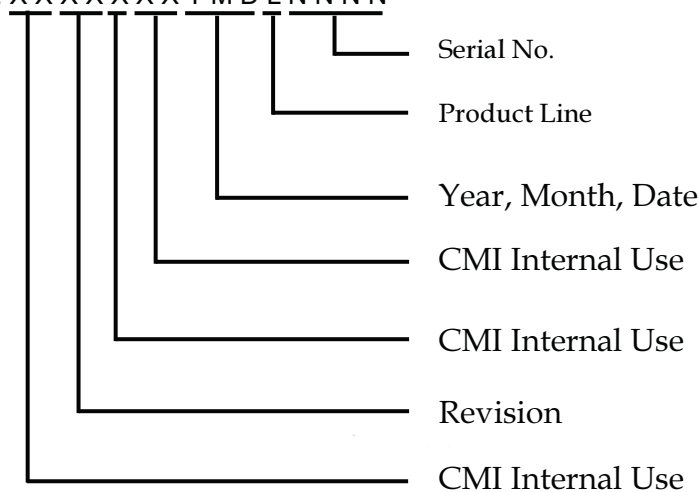 X X X X X X X Y M D L N N N N
Serial No.
Product Line
Year, Month, Date
CMI Internal Use
CMI Internal Use
Revision
CMI Internal Use